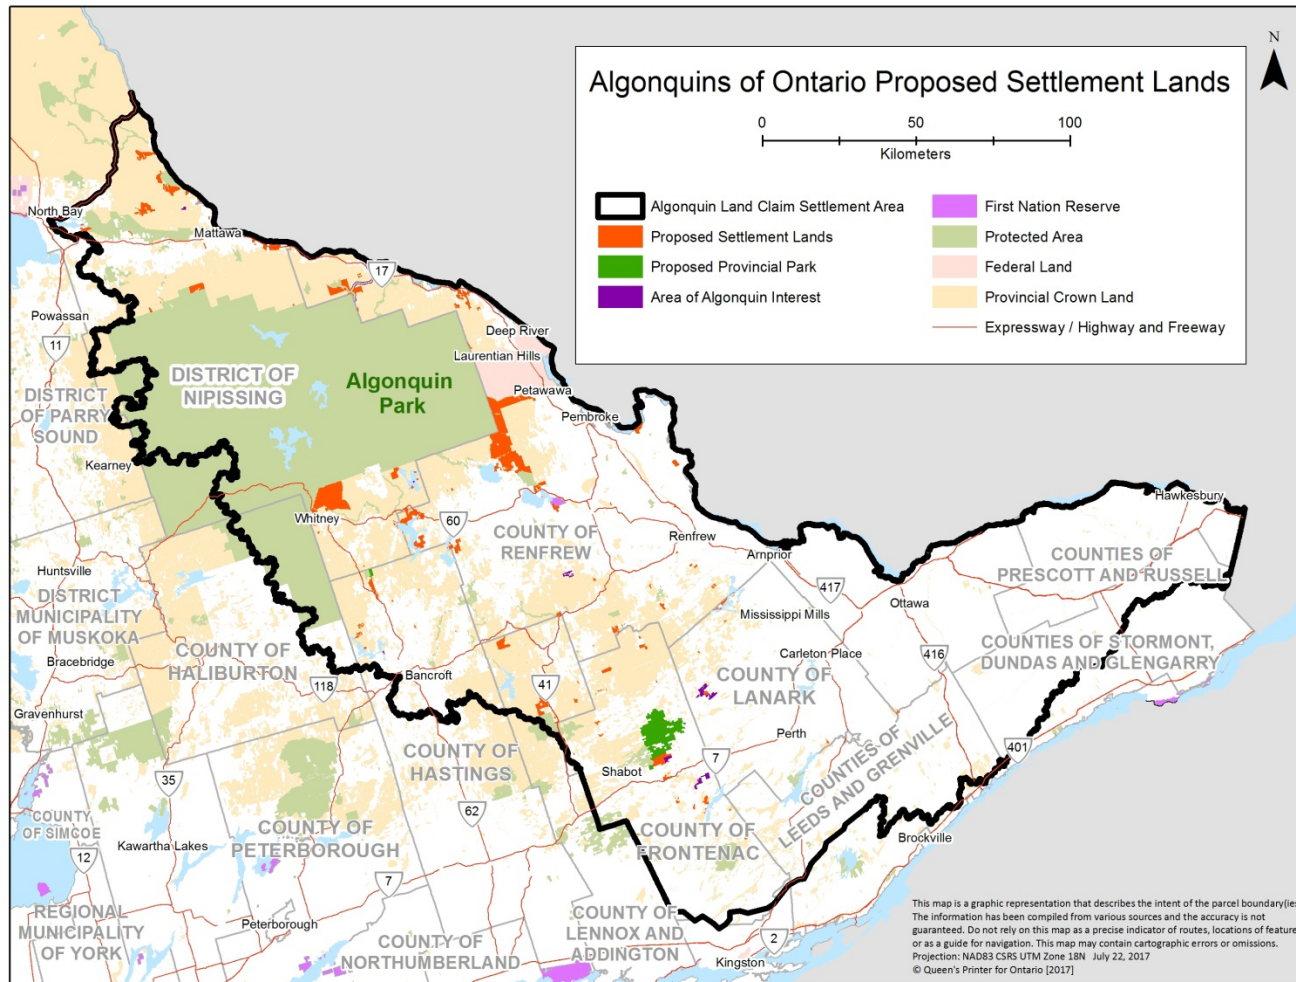 N
Algonquins of Ontario Proposed Settlement Lands
0 50 100
Kilometers
Algonquin Land Claim Settlement Area
Proposed Settlement Lands
Proposed Provincial Park
Area of Algonquin Interest
First Nation Reserve
Protected Area
Federal Land
Provincial Crown Land
Expressway / Highway and Freeway
North Bay
Mattawa
17
Powassan
11
Deep River
Laurentian Hills
DISTRICT OF
NIPISSING
Algonquin
Park
Petawawa
DISTRICT
OF PARRY
SOUND
Pembroke
Kearney
Whitney
60
COUNTY OF
RENFREW
Renfrew
Arnprior
Hawkesbury
COUNTIES OF
PRESCOTT AND RUSSELL
417
Ottawa
Huntsville
DISTRICT
MUNICIPALITY
OF MUSKOKA
Mississippi Mills
Bracebridge
COUNTY OF
HALIBURTON
118
Bancroft
41
Carleton Place
416
COUNTIES OF STORMONT,
DUNDAS AND GLENGARRY
COUNTY OF
LANARK
Gravenhurst
Perth
COUNTY OF
HASTINGS
Shabot
7
401
35
COUNTIES OF
LEEDS AND GRENVILLE
62
COUNTY
OF SIMCOE
12
Kawartha Lakes
COUNTY OF
PETERBOROUGH
COUNTY OF
FRONTENAC
Brockville
7
REGIONAL
MUNICIPALITY
OF YORK
Peterborough
COUNTY OF
NORTHUMBERLAND
COUNTY OF
LENNOX AND
ADDINGTON
2
Kingston
This map is a graphic representation that describes the intent of the parcel boundary(ies
The information has been compiled from various sources and the accuracy is not
guaranteed. Do not rely on this map as a precise indicator of routes, locations of feature
or as a guide for navigation. This map may contain cartographic errors or omissions.
Projection: NAD83 CSRS UTM Zone 18N July 22, 2017
© Queen's Printer for Ontario [2017]